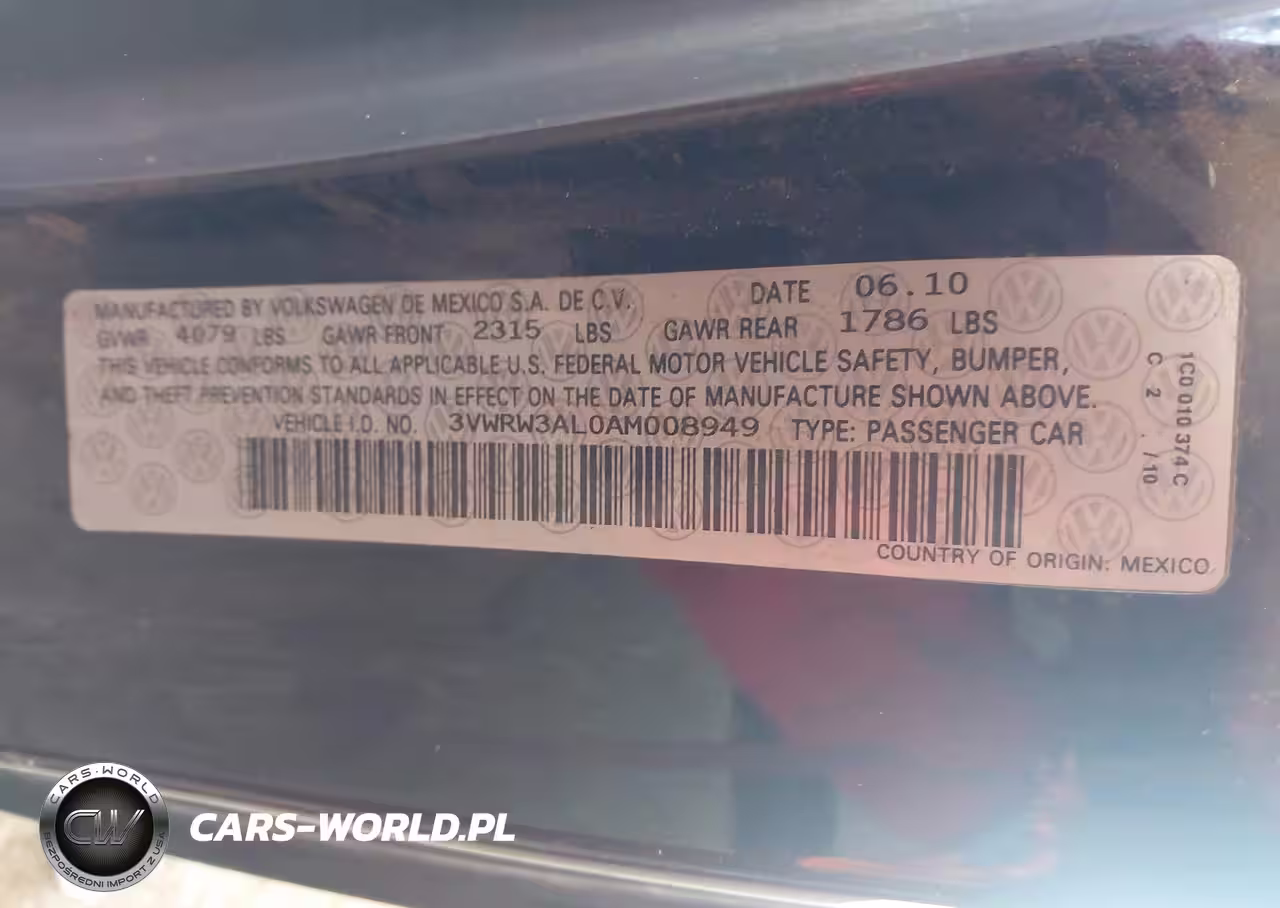 MANUFACTURED BY VOLKSWAGEN DE MEXICO S.A. DE C.V. DATE 06.10
GVWR 4079 LBS GAWR FRONT 2315 LBS GAWR REAR 1786 LBS
THIS VEHICLE CONFORMS TO ALL APPLICABLE U.S. FEDERAL MOTOR VEHICLE SAFETY, BUMPER,
AND THEFT PREVENTION STANDARDS IN EFFECT ON THE DATE OF MANUFACTURE SHOWN ABOVE.
VEHICLE I.D. NO. 3VWRW3AL0AM008949 TYPE: PASSENGER CAR
COUNTRY OF ORIGIN: MEXICO
1C0 010 374 C
C 2 . /10
CARS-WORLD
CW
BEZPOŚREDNI IMPORT Z USA
CARS-WORLD.PL